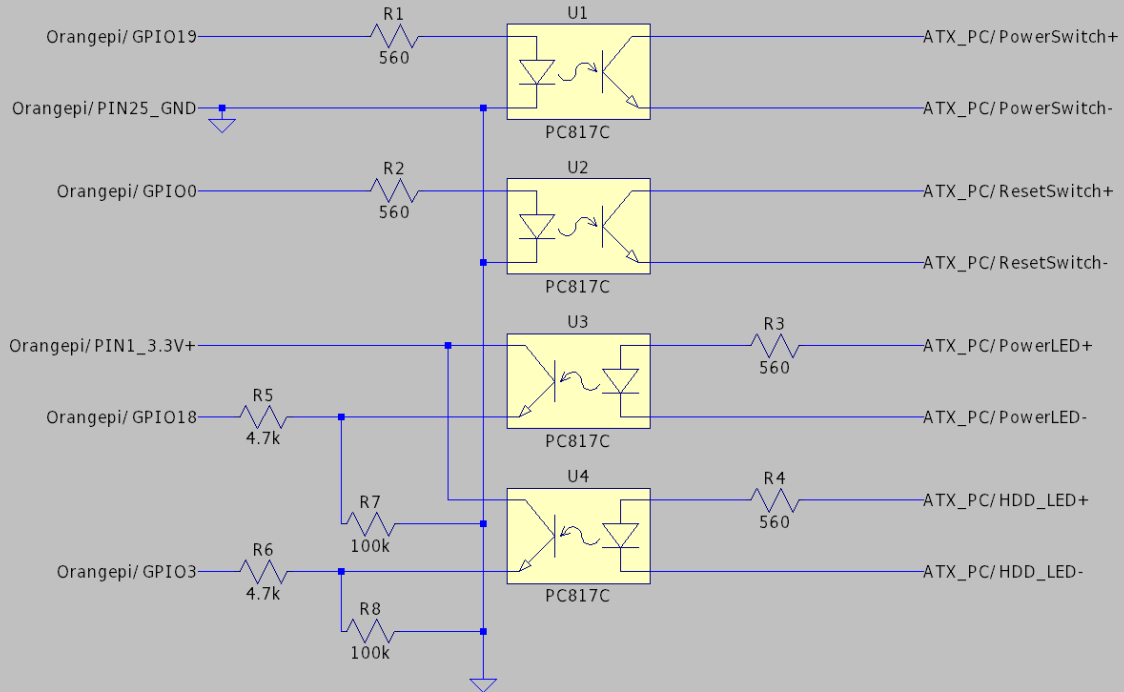 U1
R1
Orangepi/GPIO19
560
ATX_PC/PowerSwitch+
Orangepi/PIN25_GND
ATX_PC/PowerSwitch-
PC817C
U2
R2
Orangepi/GPIO0
560
ATX_PC/ResetSwitch+
ATX_PC/ResetSwitch-
PC817C
U3
R3
Orangepi/PIN1_3.3V+
560
ATX_PC/PowerLED+
R5
Orangepi/GPIO18
4.7k
ATX_PC/PowerLED-
PC817C
U4
R4
560
ATX_PC/HDD_LED+
R7
100k
R6
Orangepi/GPIO3
4.7k
ATX_PC/HDD_LED-
PC817C
R8
100k